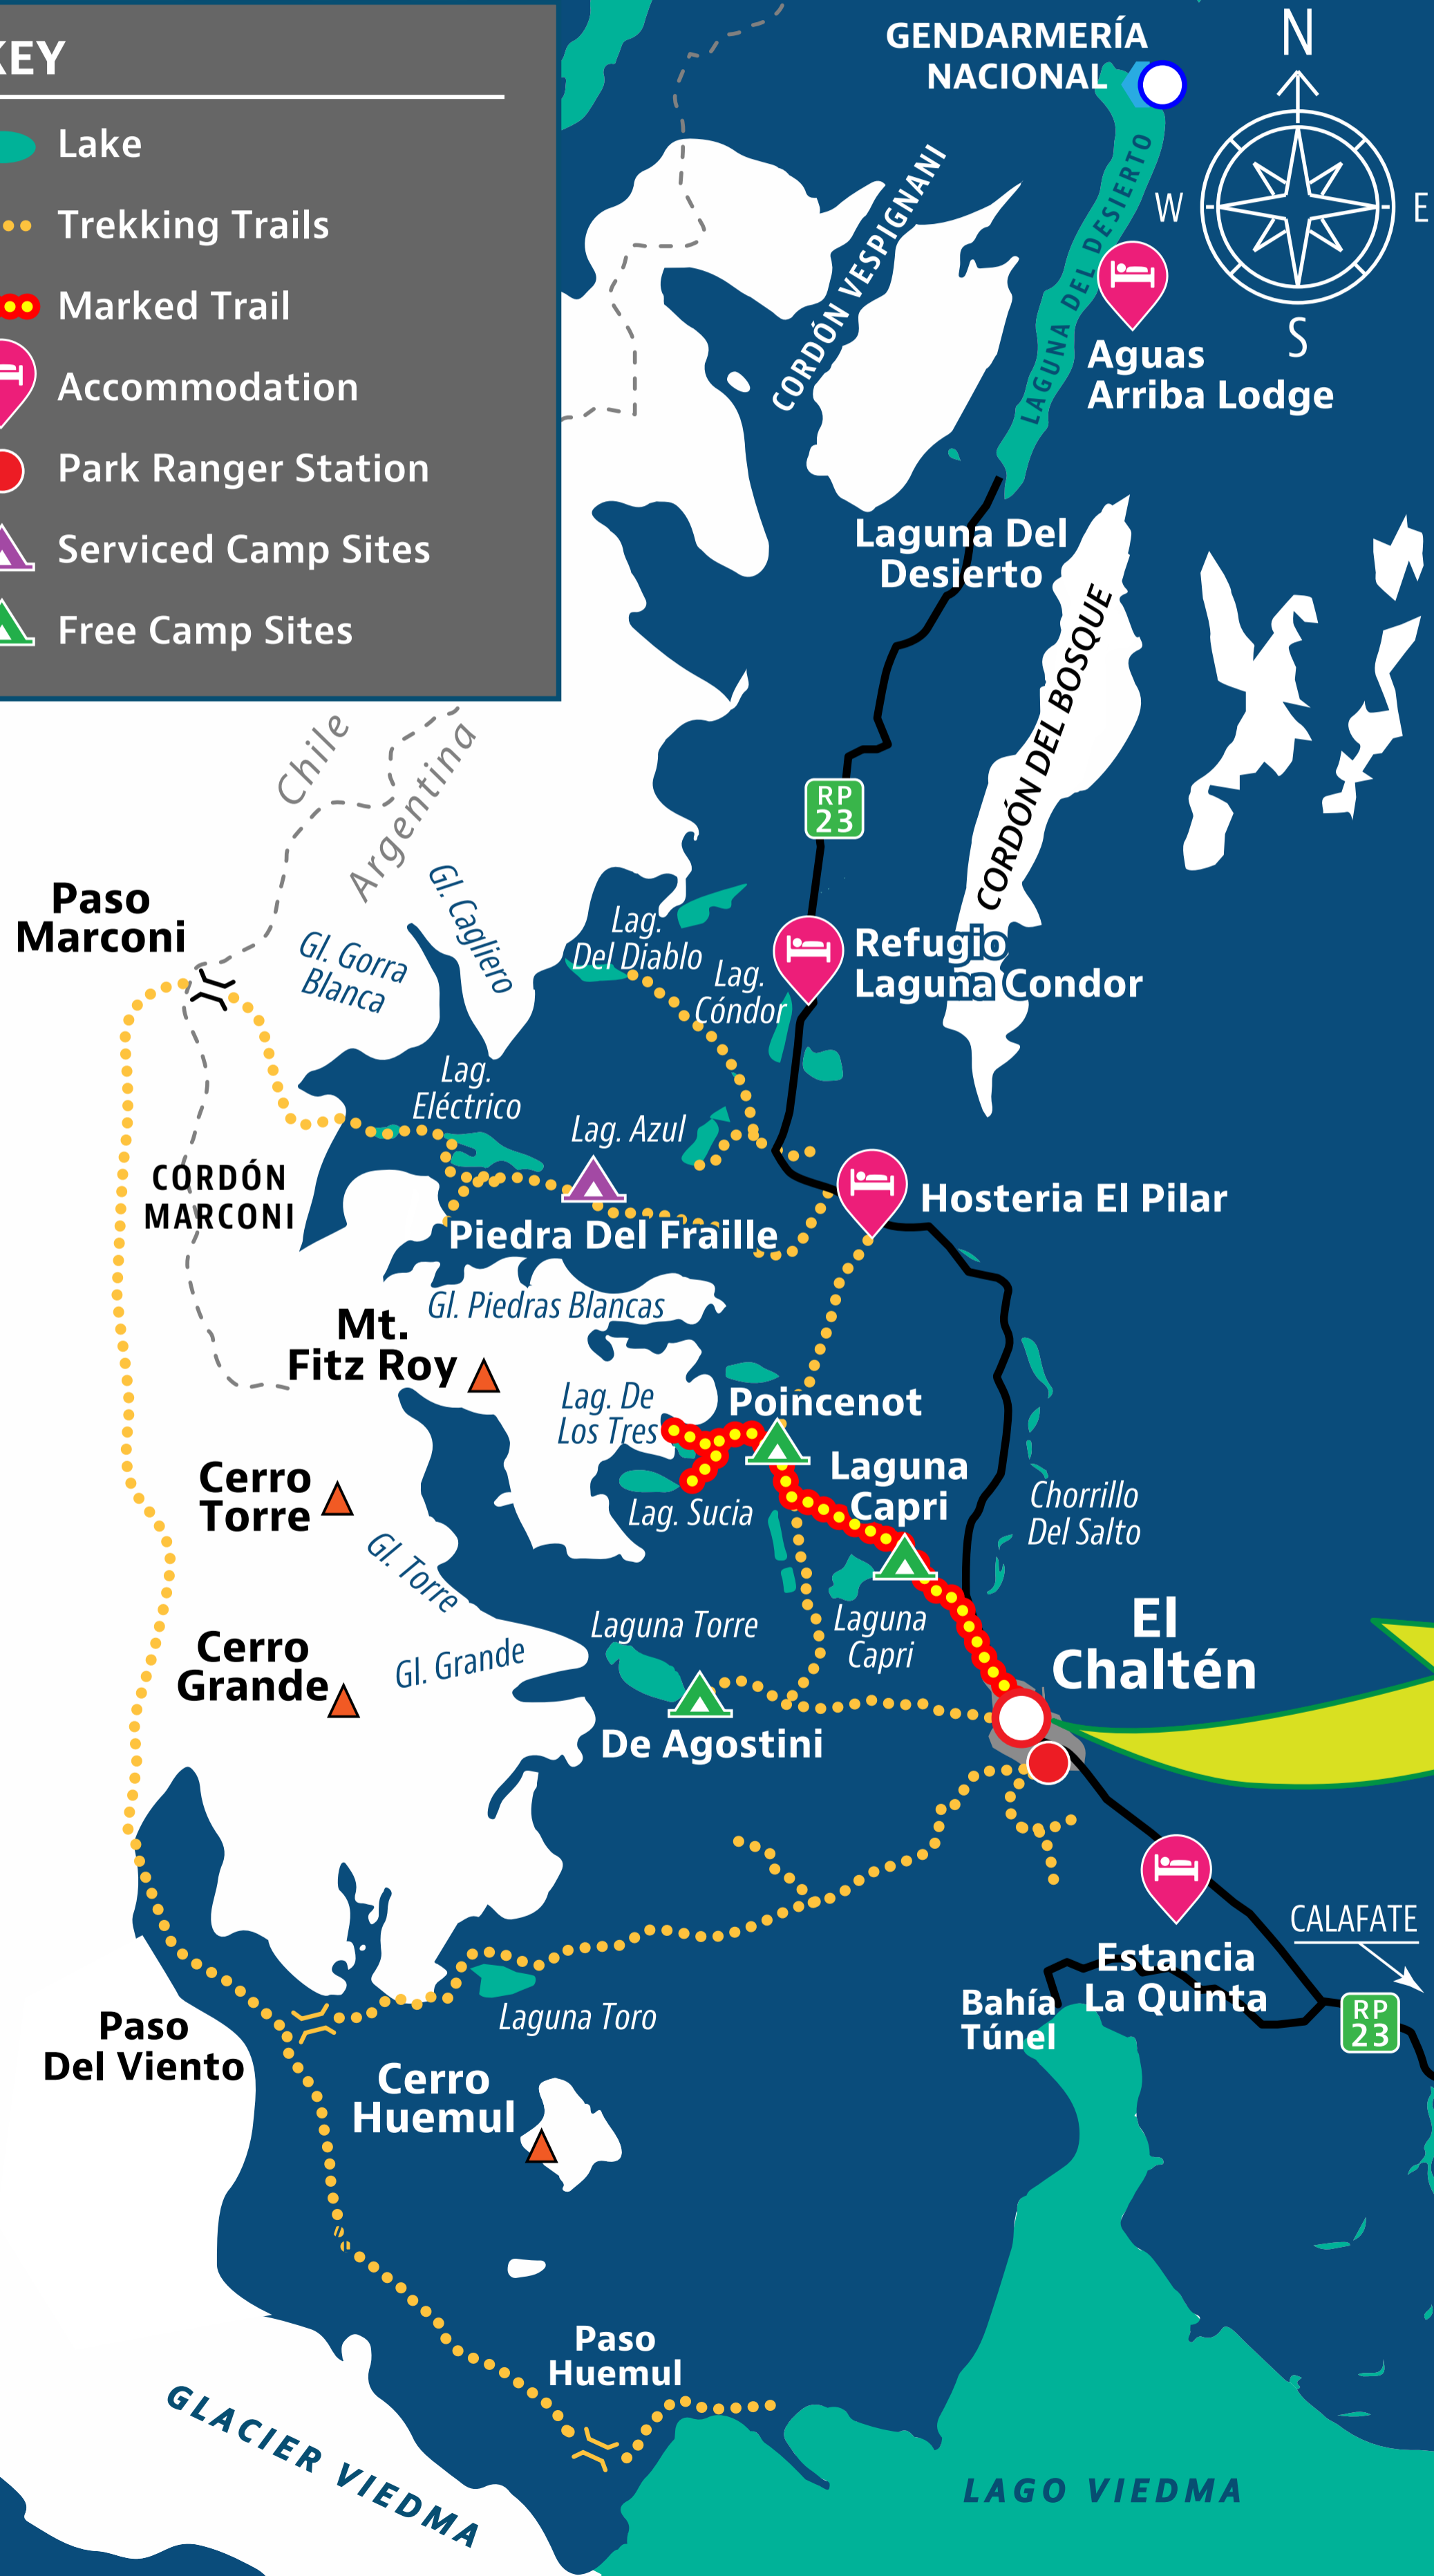 KEY
Lake
Trekking Trails
Marked Trail
Accommodation
Park Ranger Station
Serviced Camp Sites
Free Camp Sites
GENDARMERÍA
NACIONAL
N
W
E
S
CORDÓN VESPIGNANI
LAGUNA DEL DESIERTO
Aguas
Arriba Lodge
Laguna Del
Desierto
CORDÓN DEL BOSQUE
Chile
Argentina
RP
23
Paso
Marconi
Gl. Gorra
Blanca
Gl. Cagliero
Lag.
Del Diablo
Lag.
Cóndor
Refugio
Laguna Condor
Lag.
Eléctrico
Lag. Azul
CORDÓN
MARCONI
Piedra Del Fraille
Hosteria El Pilar
Gl. Piedras Blancas
Mt.
Fitz Roy
Lag. De
Los Tres
Poincenot
Laguna
Capri
Cerro
Torre
Lag. Sucia
Chorrillo
Del Salto
Gl. Torre
Laguna Torre
Laguna
Capri
El
Chaltén
Cerro
Grande
Gl. Grande
De Agostini
CALAFATE
Estancia
La Quinta
Bahía
Túnel
RP
23
Laguna Toro
Paso
Del Viento
Cerro
Huemul
Paso
Huemul
GLACIER VIEDMA
LAGO VIEDMA